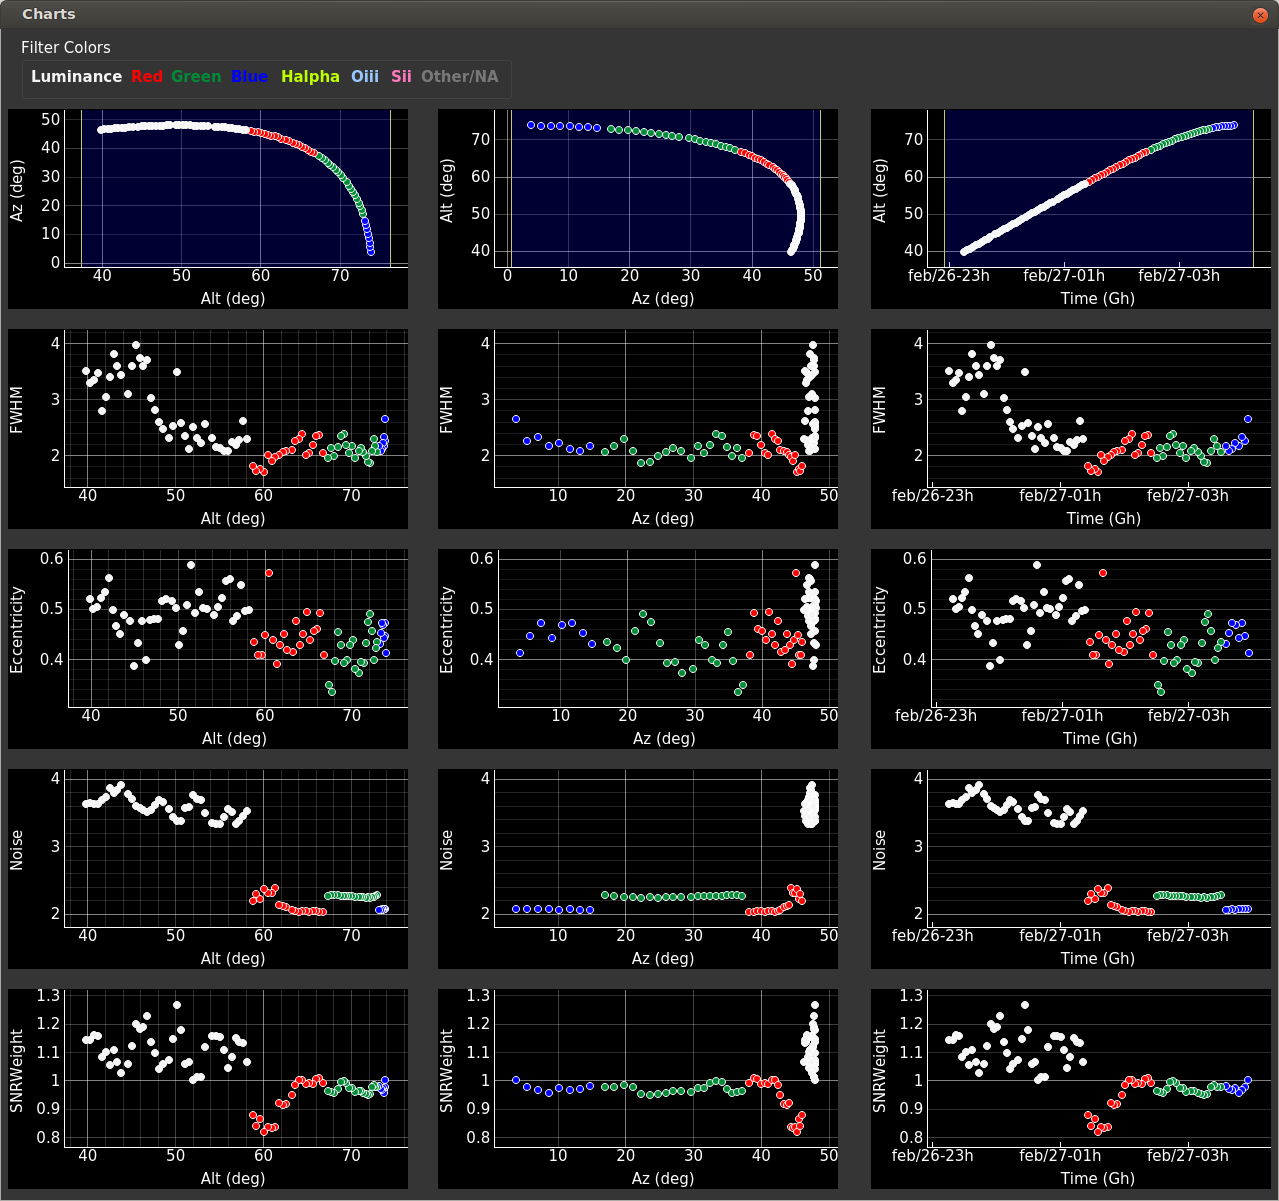 Charts
Filter Colors
Luminance Red Green Blue Halpha Oiii Sii Other/NA
50
40
30
20
10
0
Az (deg)
40 50 60 70
Alt (deg)
70
60
50
40
Alt (deg)
0 10 20 30 40 50
Az (deg)
70
60
50
40
Alt (deg)
feb/26-23h feb/27-01h feb/27-03h
Time (Gh)
4
3
2
FWHM
40 50 60 70
Alt (deg)
4
3
2
FWHM
10 20 30 40 50
Az (deg)
4
3
2
FWHM
feb/26-23h feb/27-01h feb/27-03h
Time (Gh)
0.6
0.5
0.4
Eccentricity
40 50 60 70
Alt (deg)
0.6
0.5
0.4
Eccentricity
10 20 30 40 50
Az (deg)
0.6
0.5
0.4
Eccentricity
feb/26-23h feb/27-01h feb/27-03h
Time (Gh)
4
3
2
Noise
40 50 60 70
Alt (deg)
4
3
2
Noise
10 20 30 40 50
Az (deg)
4
3
2
Noise
feb/26-23h feb/27-01h feb/27-03h
Time (Gh)
1.3
1.2
1.1
1
0.9
0.8
SNRWeight
40 50 60 70
Alt (deg)
1.3
1.2
1.1
1
0.9
0.8
SNRWeight
10 20 30 40 50
Az (deg)
1.3
1.2
1.1
1
0.9
0.8
SNRWeight
feb/26-23h feb/27-01h feb/27-03h
Time (Gh)